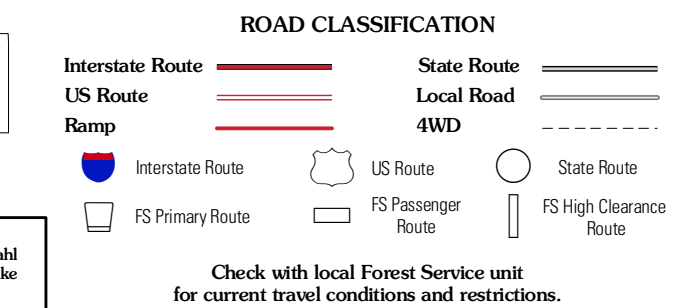 ROAD CLASSIFICATION
Interstate Route
State Route
US Route
Local Road
Ramp
4WD
Interstate Route
US Route
State Route
FS Primary Route
FS Passenger
Route
FS High Clearance
Route
Check with local Forest Service unit
for current travel conditions and restrictions.
ahl
ke